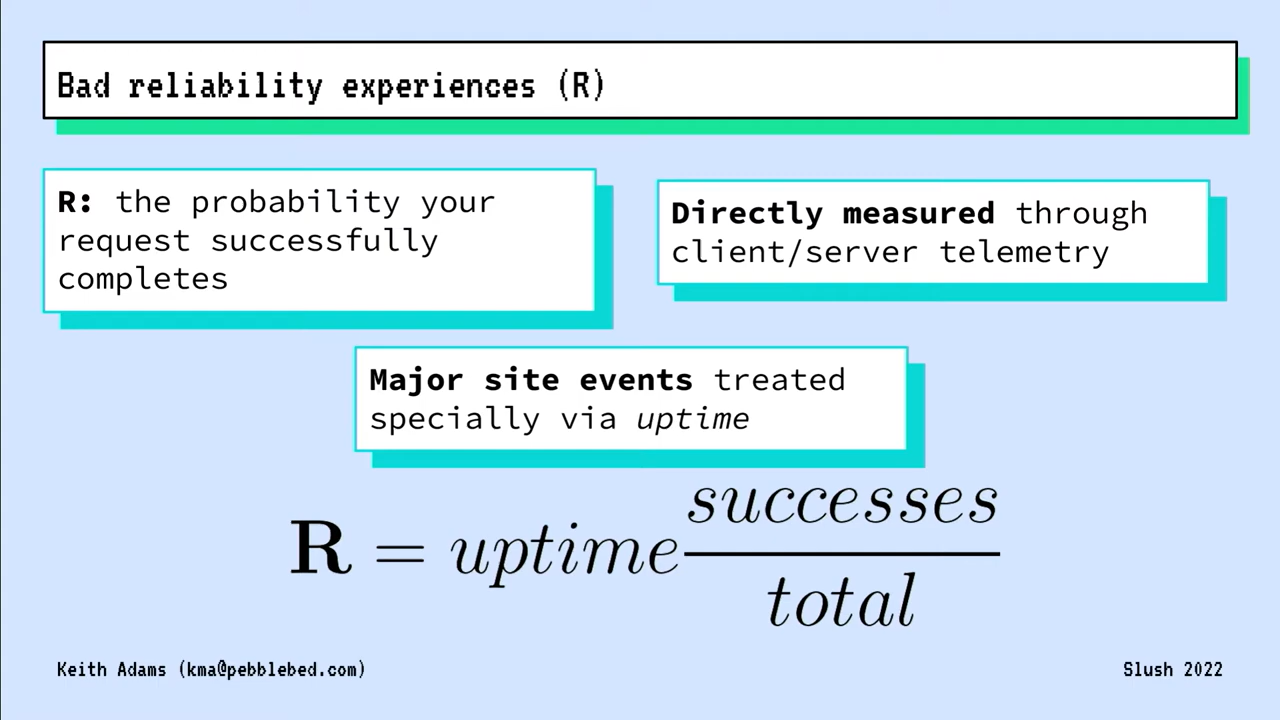 Bad reliability experiences (R)
R: the probability your
request successfully
completes
Directly measured through
client/server telemetry
Major site events treated
specially via uptime
R = uptime successes/total
Keith Adams (kma@pebblebed.com)
Slush 2022